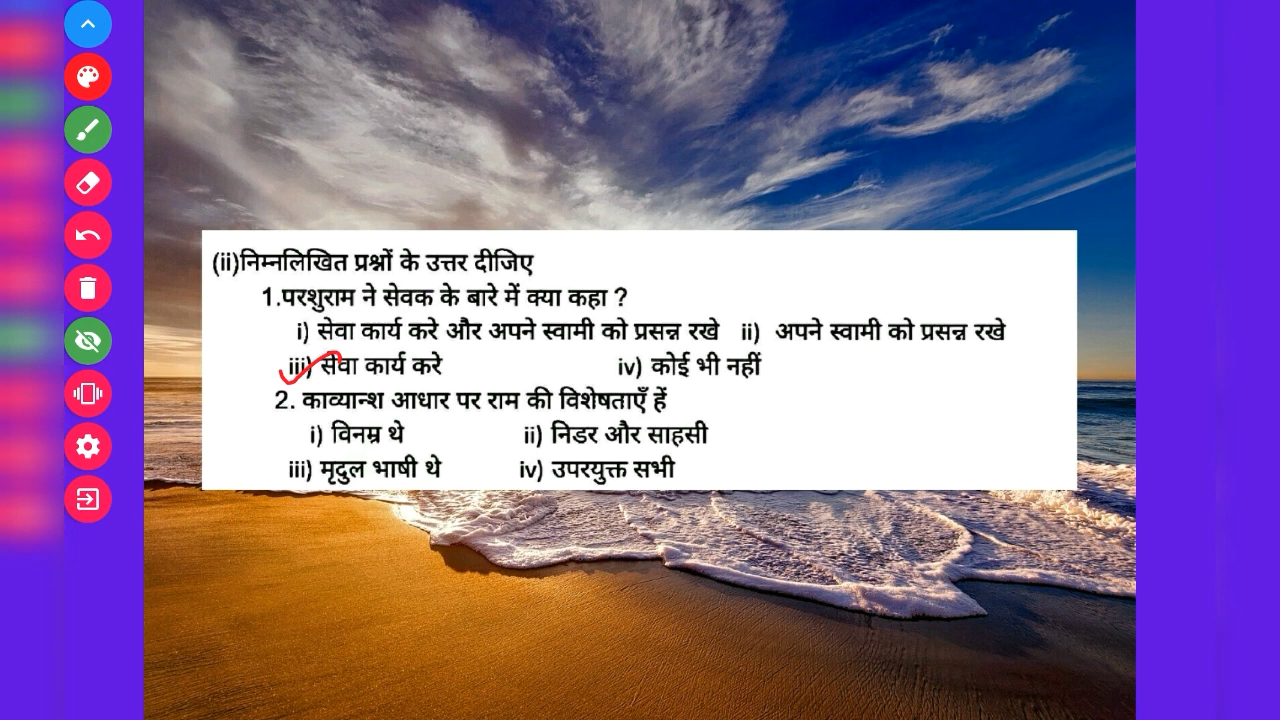 (ii)निम्नलिखित प्रश्नों के उत्तर दीजिए
1.परशुराम ने सेवक के बारे में क्या कहा ?
i) सेवा कार्य करे और अपने स्वामी को प्रसन्न रखे ii) अपने स्वामी को प्रसन्न रखे
iii) सेवा कार्य करे iv) कोई भी नहीं
2. काव्यान्श आधार पर राम की विशेषताएँ हें
i) विनम्र थे ii) निडर और साहसी
iii) मृदुल भाषी थे iv) उपरयुक्त सभी